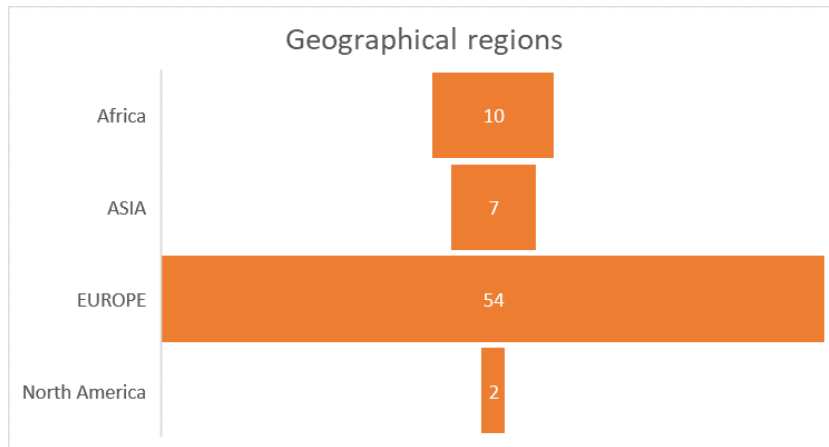 Geographical regions
Africa 10
ASIA 7
EUROPE 54
North America 2